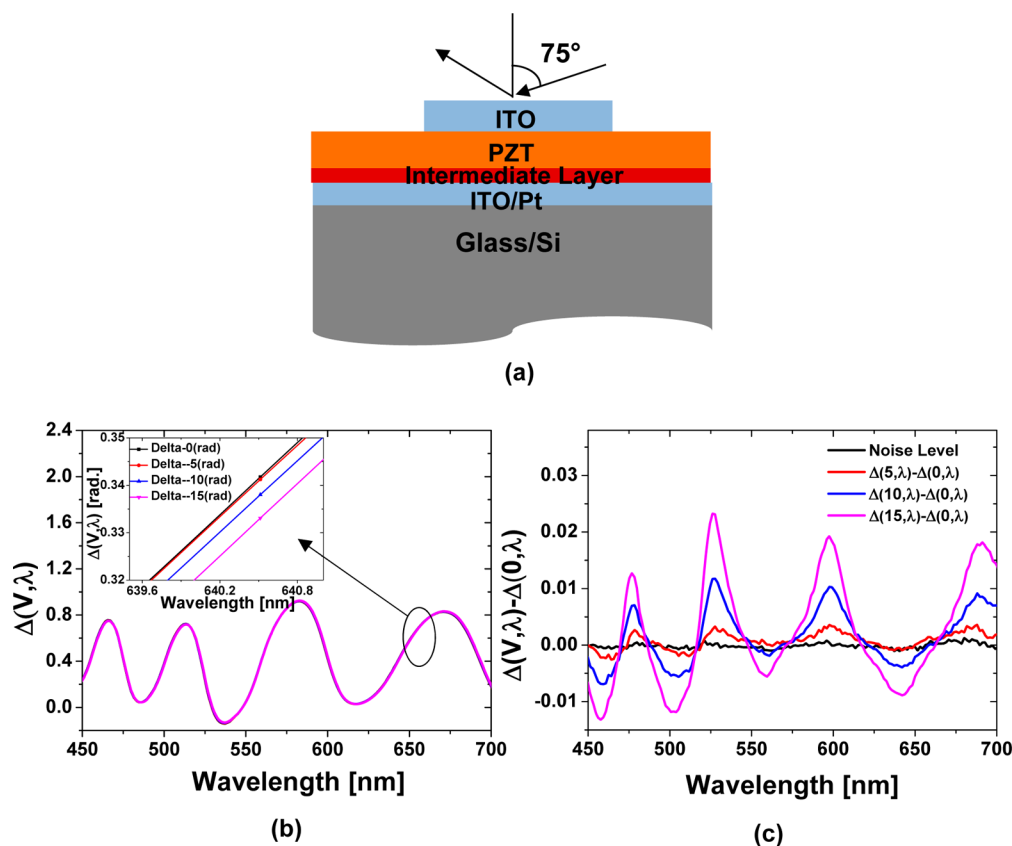 75°
ITO
PZT
Intermediate Layer
ITO/Pt
Glass/Si
(a)
Δ(V,λ)
2.4
2.0
1.6
1.2
0.8
0.4
0.0
450
500
550
600
650
700
Wavelength [nm]
Δ(V,λ) [rad.]
0.35
0.34
0.33
0.32
639.6
640.2
640.8
Wavelength [nm]
Delta-0(rad)
Delta--5(rad)
Delta--10(rad)
Delta--15(rad)
(b)
Δ(V,λ)-Δ(0,λ)
0.03
0.02
0.01
0.00
-0.01
450
500
550
600
650
700
Wavelength [nm]
Noise Level
Δ(5,λ)-Δ(0,λ)
Δ(10,λ)-Δ(0,λ)
Δ(15,λ)-Δ(0,λ)
(c)